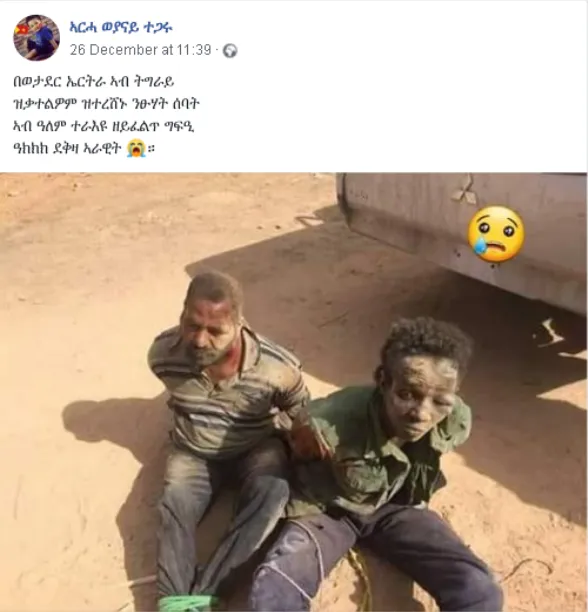 ኣርሓ ወያናይ ተጋሩ
26 December at 11:39 ·
በወታደር ኤርትራ ኣብ ትግራይ
ዝቃተልዎም ዝተረሸኑ ንፁሃት ሰባት
ኣብ ዓለም ተራእዩ ዘይፈልጥ ግፍዒ
ዓከከከ ደቅዛ ኣራዊት 😭።